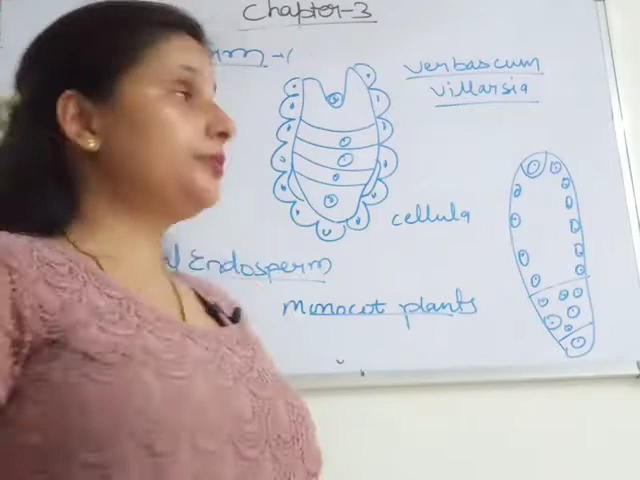 Chapter-3
Verbascum
villarsia
cellula
Endosperm
monocot plants